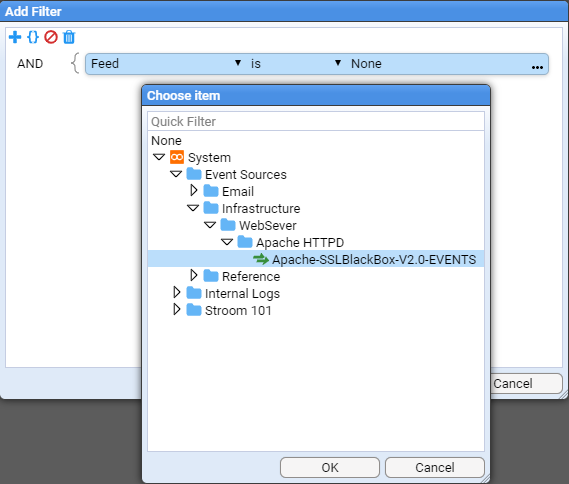 Add Filter
AND { Feed is None ...
Choose item
Quick Filter
None
System
Event Sources
Email
Infrastructure
WebSever
Apache HTTPD
Apache-SSLBlackBox-V2.0-EVENTS
Reference
Internal Logs
Stroom 101
Cancel
OK Cancel